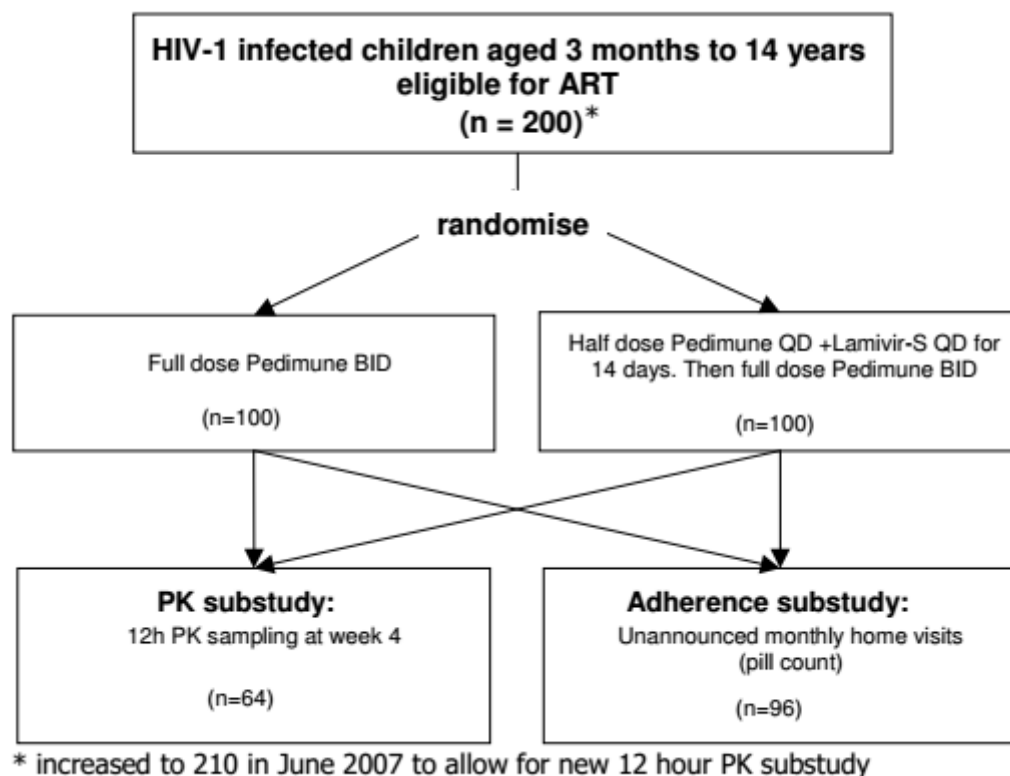 HIV-1 infected children aged 3 months to 14 years
eligible for ART
(n = 200)*
randomise
Full dose Pedimune BID
(n=100)
Half dose Pedimune QD +Lamivir-S QD for
14 days. Then full dose Pedimune BID
(n=100)
PK substudy:
12h PK sampling at week 4
(n=64)
Adherence substudy:
Unannounced monthly home visits
(pill count)
(n=96)
* increased to 210 in June 2007 to allow for new 12 hour PK substudy